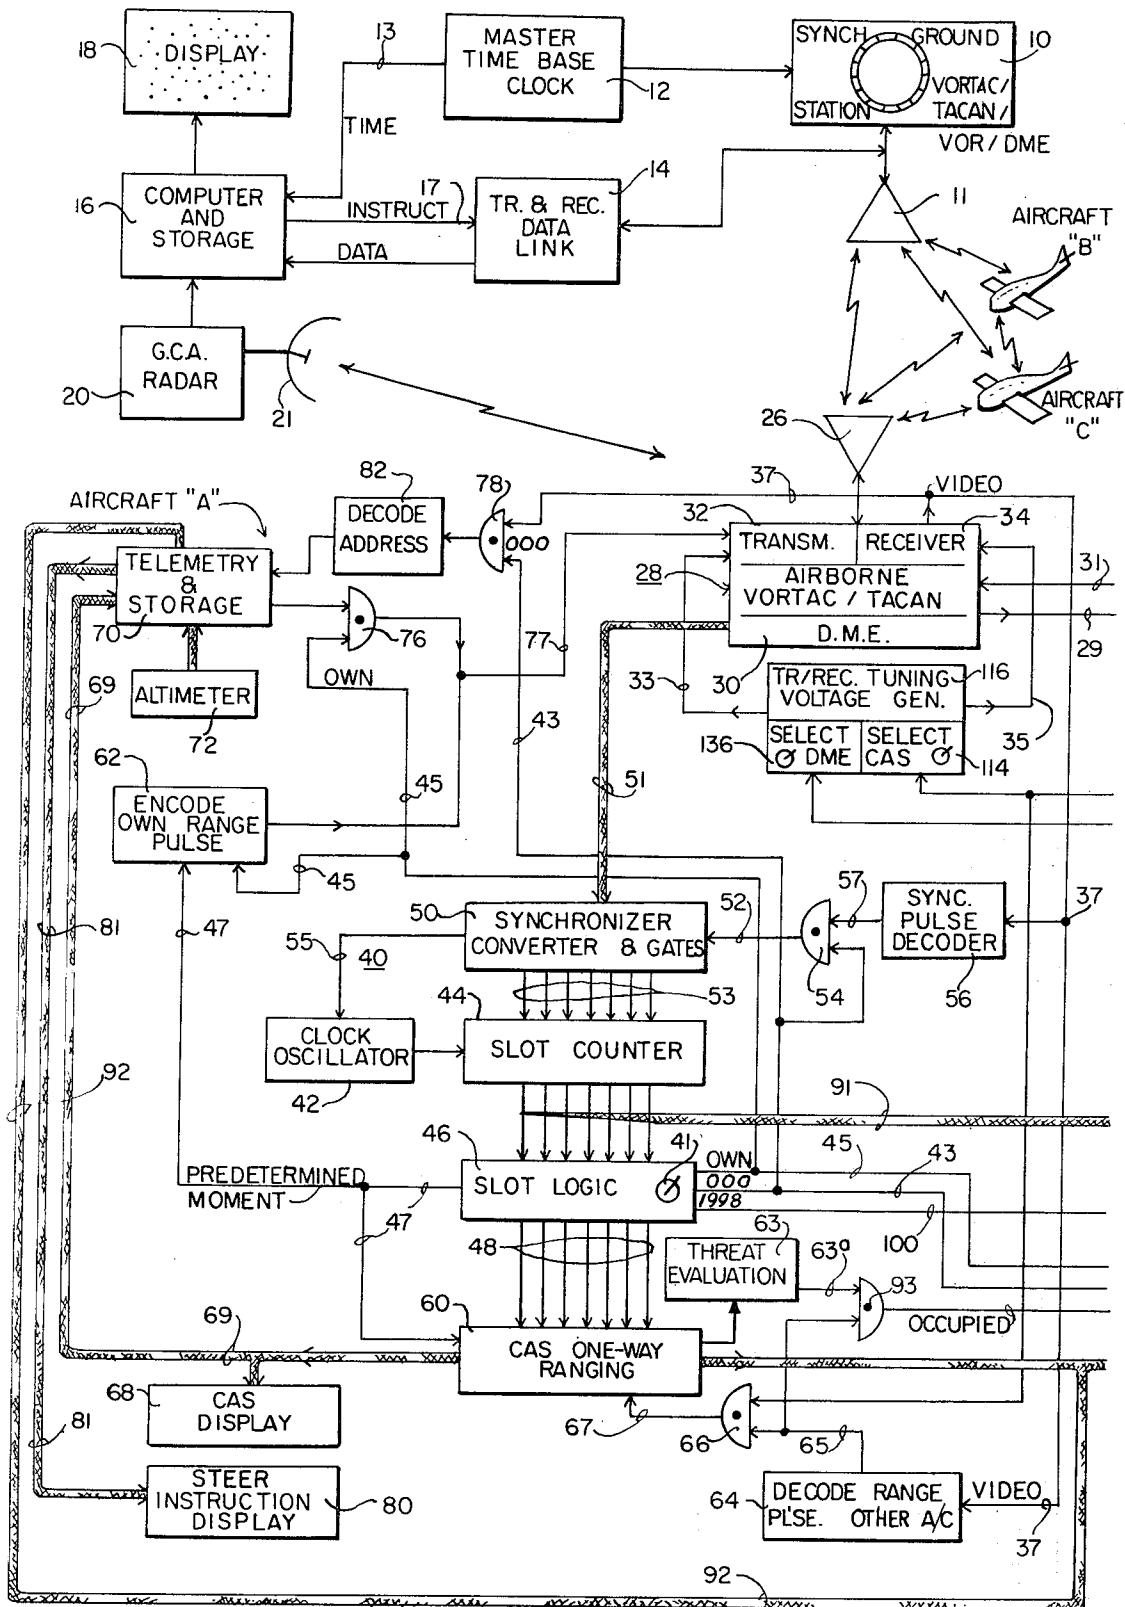 18
DISPLAY
13
MASTER
TIME BASE
CLOCK
12
SYNCH
GROUND
10
VORTAC/
STATION
TACAN/
VOR/DME
TIME
16
COMPUTER
AND
STORAGE
17
INSTRUCT
DATA
14
TR. & REC.
DATA
LINK
11
AIRCRAFT
"B"
G.C.A.
RADAR
20
21
AIRCRAFT
"C"
26
AIRCRAFT "A"
82
DECODE
ADDRESS
78
000
37
VIDEO
32
34
TRANSM.
RECEIVER
28
AIRBORNE
VORTAC / TACAN
D.M.E.
30
31
29
TELEMETRY
&
STORAGE
70
76
OWN
77
69
ALTIMETER
72
33
TR/REC. TUNING
VOLTAGE GEN.
116
35
SELECT
DME
136
SELECT
CAS
114
43
62
ENCODE
OWN RANGE
PULSE
45
51
45
47
81
50
SYNCHRONIZER
CONVERTER & GATES
52
54
57
SYNC.
PULSE
DECODER
56
37
55
40
53
44
SLOT COUNTER
CLOCK
OSCILLATOR
42
92
91
46
SLOT LOGIC
41
OWN
000
1998
45
43
100
PREDETERMINED
MOMENT
47
47
48
63
THREAT
EVALUATION
63a
93
OCCUPIED
60
CAS ONE-WAY
RANGING
69
68
CAS
DISPLAY
67
66
65
81
STEER
INSTRUCTION
DISPLAY
80
64
DECODE RANGE
PL'SE. OTHER A/C
VIDEO
37
92